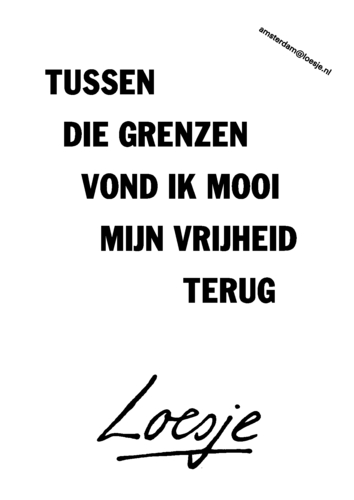 amsterdam@loesje.nl
TUSSEN
DIE GRENZEN
VOND IK MOOI
MIJN VRIJHEID
TERUG
Loesje